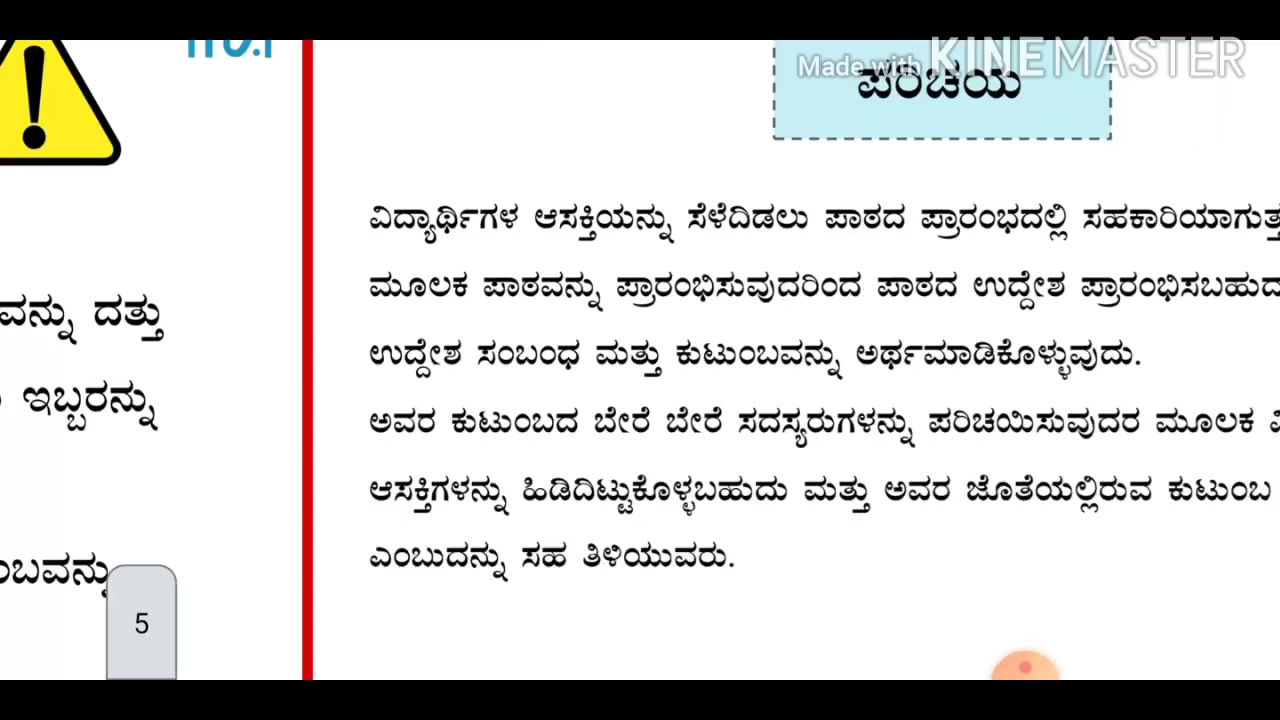 Made with KINEMASTER
ಪರಿಚಯ
ವಿದ್ಯಾರ್ಥಿಗಳ ಆಸಕ್ತಿಯನ್ನು ಸೆಳೆದಿಡಲು ಪಾಠದ ಪ್ರಾರಂಭದಲ್ಲಿ ಸಹಕಾರಿಯಾಗುತ್ತ
ಮೂಲಕ ಪಾಠವನ್ನು ಪ್ರಾರಂಭಿಸುವುದರಿಂದ ಪಾಠದ ಉದ್ದೇಶ ಪ್ರಾರಂಭಿಸಬಹುದ
ಉದ್ದೇಶ ಸಂಬಂಧ ಮತ್ತು ಕುಟುಂಬವನ್ನು ಅರ್ಥಮಾಡಿಕೊಳ್ಳುವುದು.
ಅವರ ಕುಟುಂಬದ ಬೇರೆ ಬೇರೆ ಸದಸ್ಯರುಗಳನ್ನು ಪರಿಚಯಿಸುವುದರ ಮೂಲಕ
ಆಸಕ್ತಿಗಳನ್ನು ಹಿಡಿದಿಟ್ಟುಕೊಳ್ಳಬಹುದು ಮತ್ತು ಅವರ ಜೊತೆಯಲ್ಲಿರುವ ಕುಟುಂಬ
ಎಂಬುದನ್ನು ಸಹ ತಿಳಿಯುವರು.
ವನ್ನು ದತ್ತು
ಇಬ್ಬರನ್ನು
ಂಬವನ್ನು
5